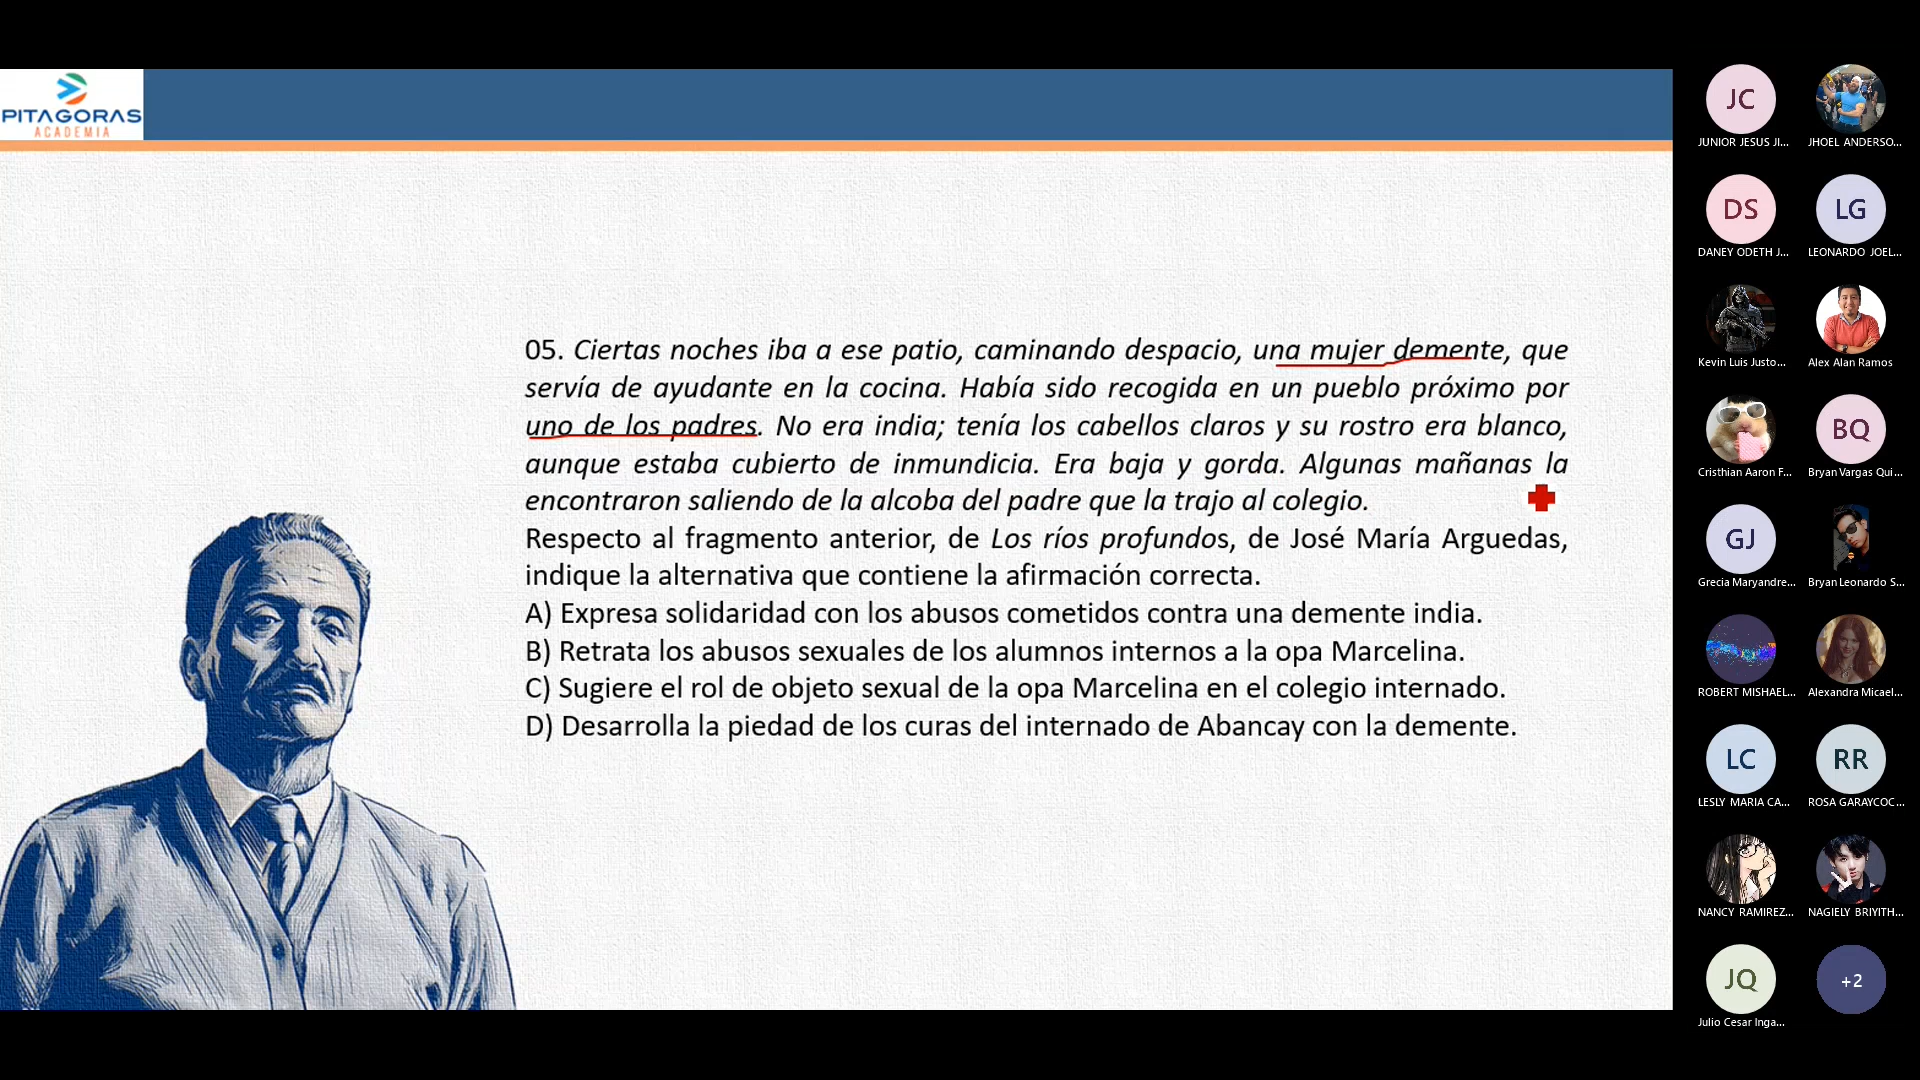 PITAGORAS
ACADEMIA
05. Ciertas noches iba a ese patio, caminando despacio, una mujer demente, que
servía de ayudante en la cocina. Había sido recogida en un pueblo próximo por
uno de los padres. No era india; tenía los cabellos claros y su rostro era blanco,
aunque estaba cubierto de inmundicia. Era baja y gorda. Algunas mañanas la
encontraron saliendo de la alcoba del padre que la trajo al colegio.
Respecto al fragmento anterior, de Los ríos profundos, de José María Arguedas,
indique la alternativa que contiene la afirmación correcta.
A) Expresa solidaridad con los abusos cometidos contra una demente india.
B) Retrata los abusos sexuales de los alumnos internos a la opa Marcelina.
C) Sugiere el rol de objeto sexual de la opa Marcelina en el colegio internado.
D) Desarrolla la piedad de los curas del internado de Abancay con la demente.
JC
JUNIOR JESUS JI...
JHOEL ANDERSO...
DS
DANEY ODETH J...
LG
LEONARDO JOEL...
Kevin Luis Justo...
Alex Alan Ramos
Cristhian Aaron F...
BQ
Bryan Vargas Qui...
GJ
Grecia Maryandre...
Bryan Leonardo S...
ROBERT MISHAEL...
Alexandra Micael...
LC
LESLY MARIA CA...
RR
ROSA GARAYCOC...
NANCY RAMIREZ...
NAGIELY BRIYITH...
JQ
Julio Cesar Inga...
+2